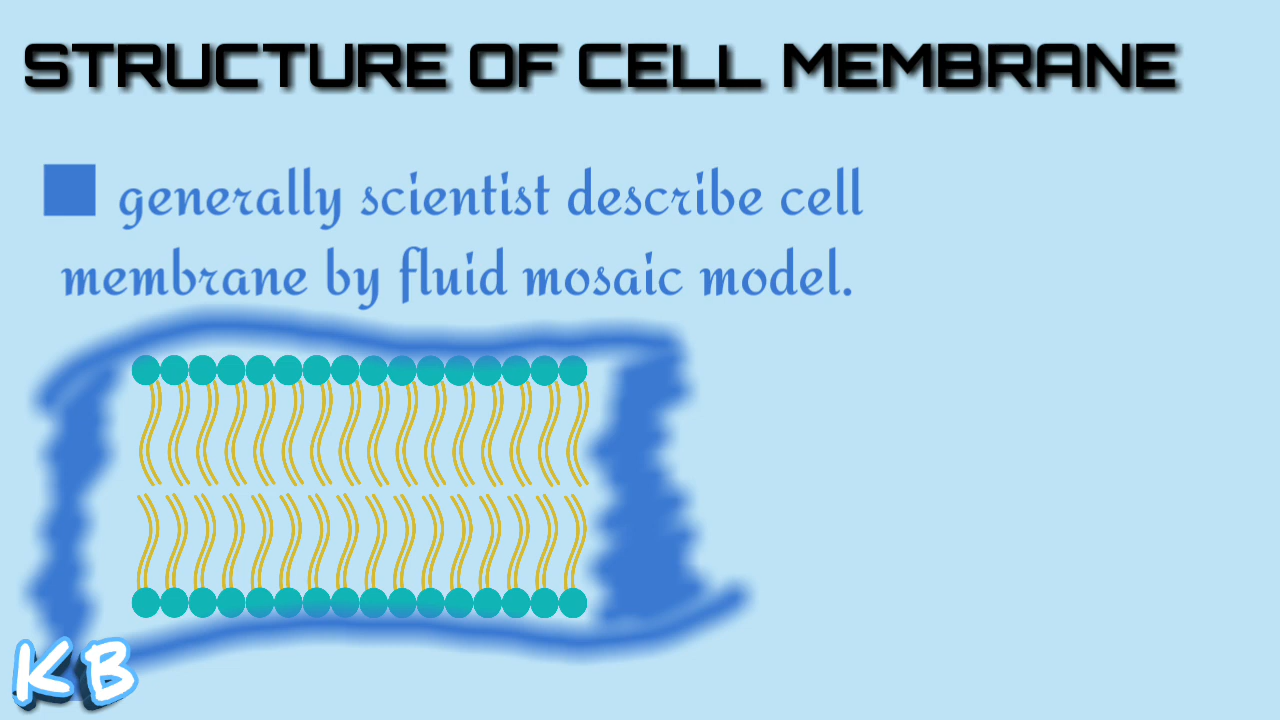 STRUCTURE OF CELL MEMBRANE
generally scientist describe cell
membrane by fluid mosaic model.
KB